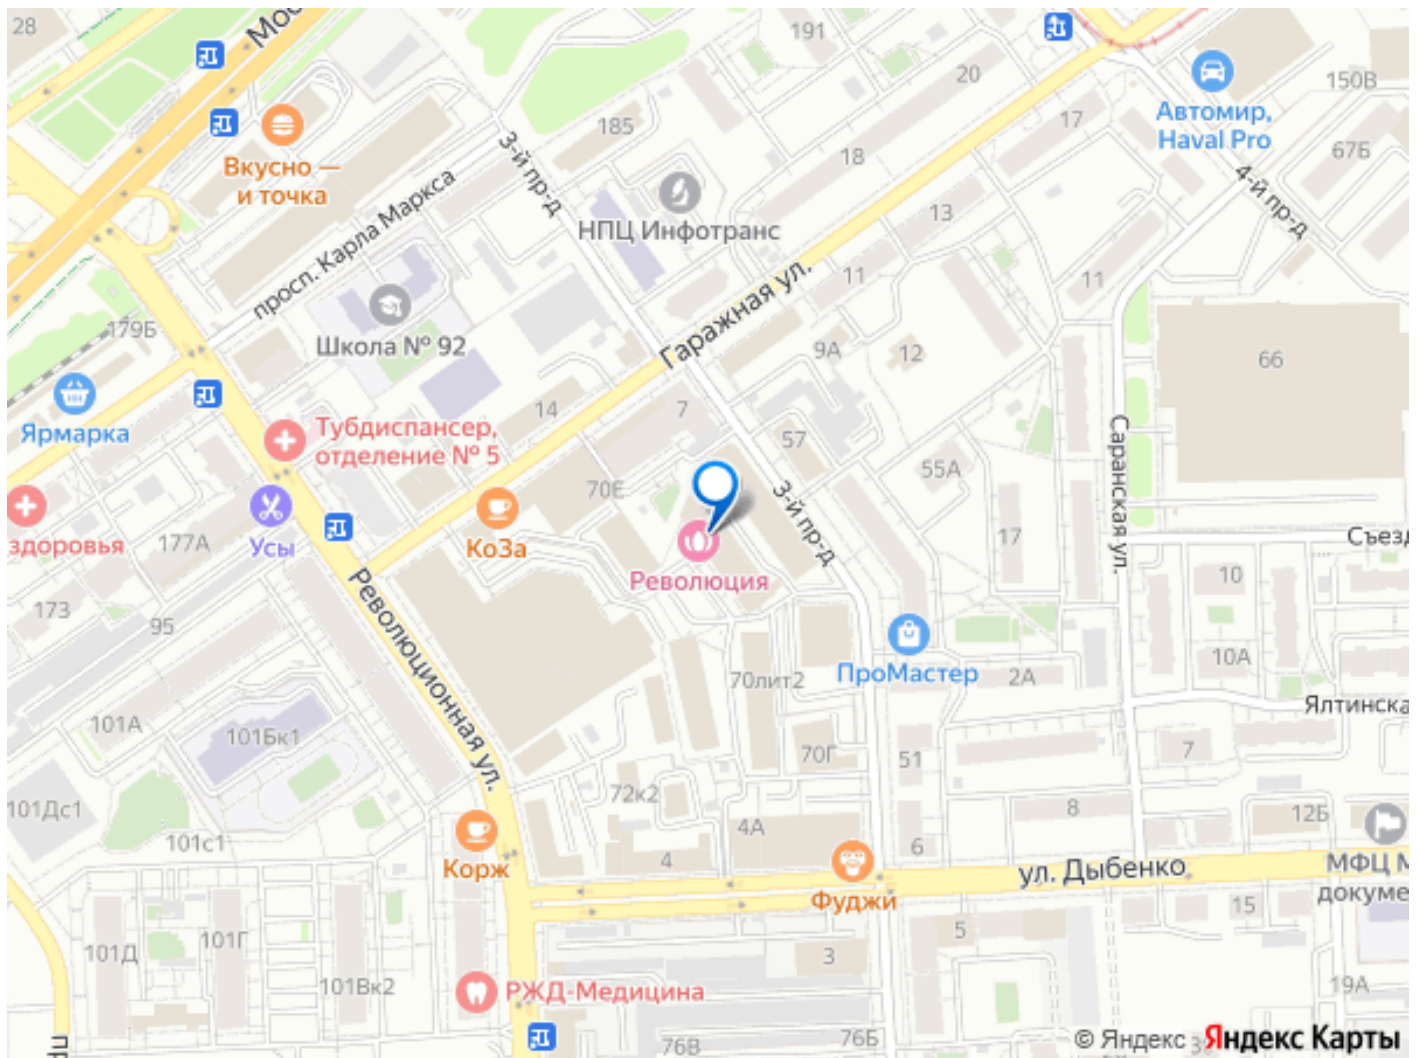 28
Мос
191
20
150В
Автомир,
Haval Pro
67Б
17
185
18
3-й пр-д
4-й пр-д
Вкусно —
и точка
просп. Карла Маркса
НПЦ Инфотранс
13
11
11
Гаражная ул.
Школа № 92
179Б
9А
12
66
Ярмарка
14
7
Тубдиспансер,
отделение № 5
57
55А
Саранская ул.
70Е
3-й пр-д
КоЗа
Усы
177А
здоровья
17
Съезд
Революция
10
173
95
Революционная ул.
ПроМастер
10А
70лит2
2А
Ялтинска
101А
101Бк1
70Г
51
7
72к2
8
12Б
101Дс1
101с1
4А
4
6
Корж
Фуджи
ул. Дыбенко
МФЦ М
докуме
15
5
101Д
101Г
3
101Вк2
РЖД-Медицина
19А
76В
76Б
© Яндекс
Яндекс Карты